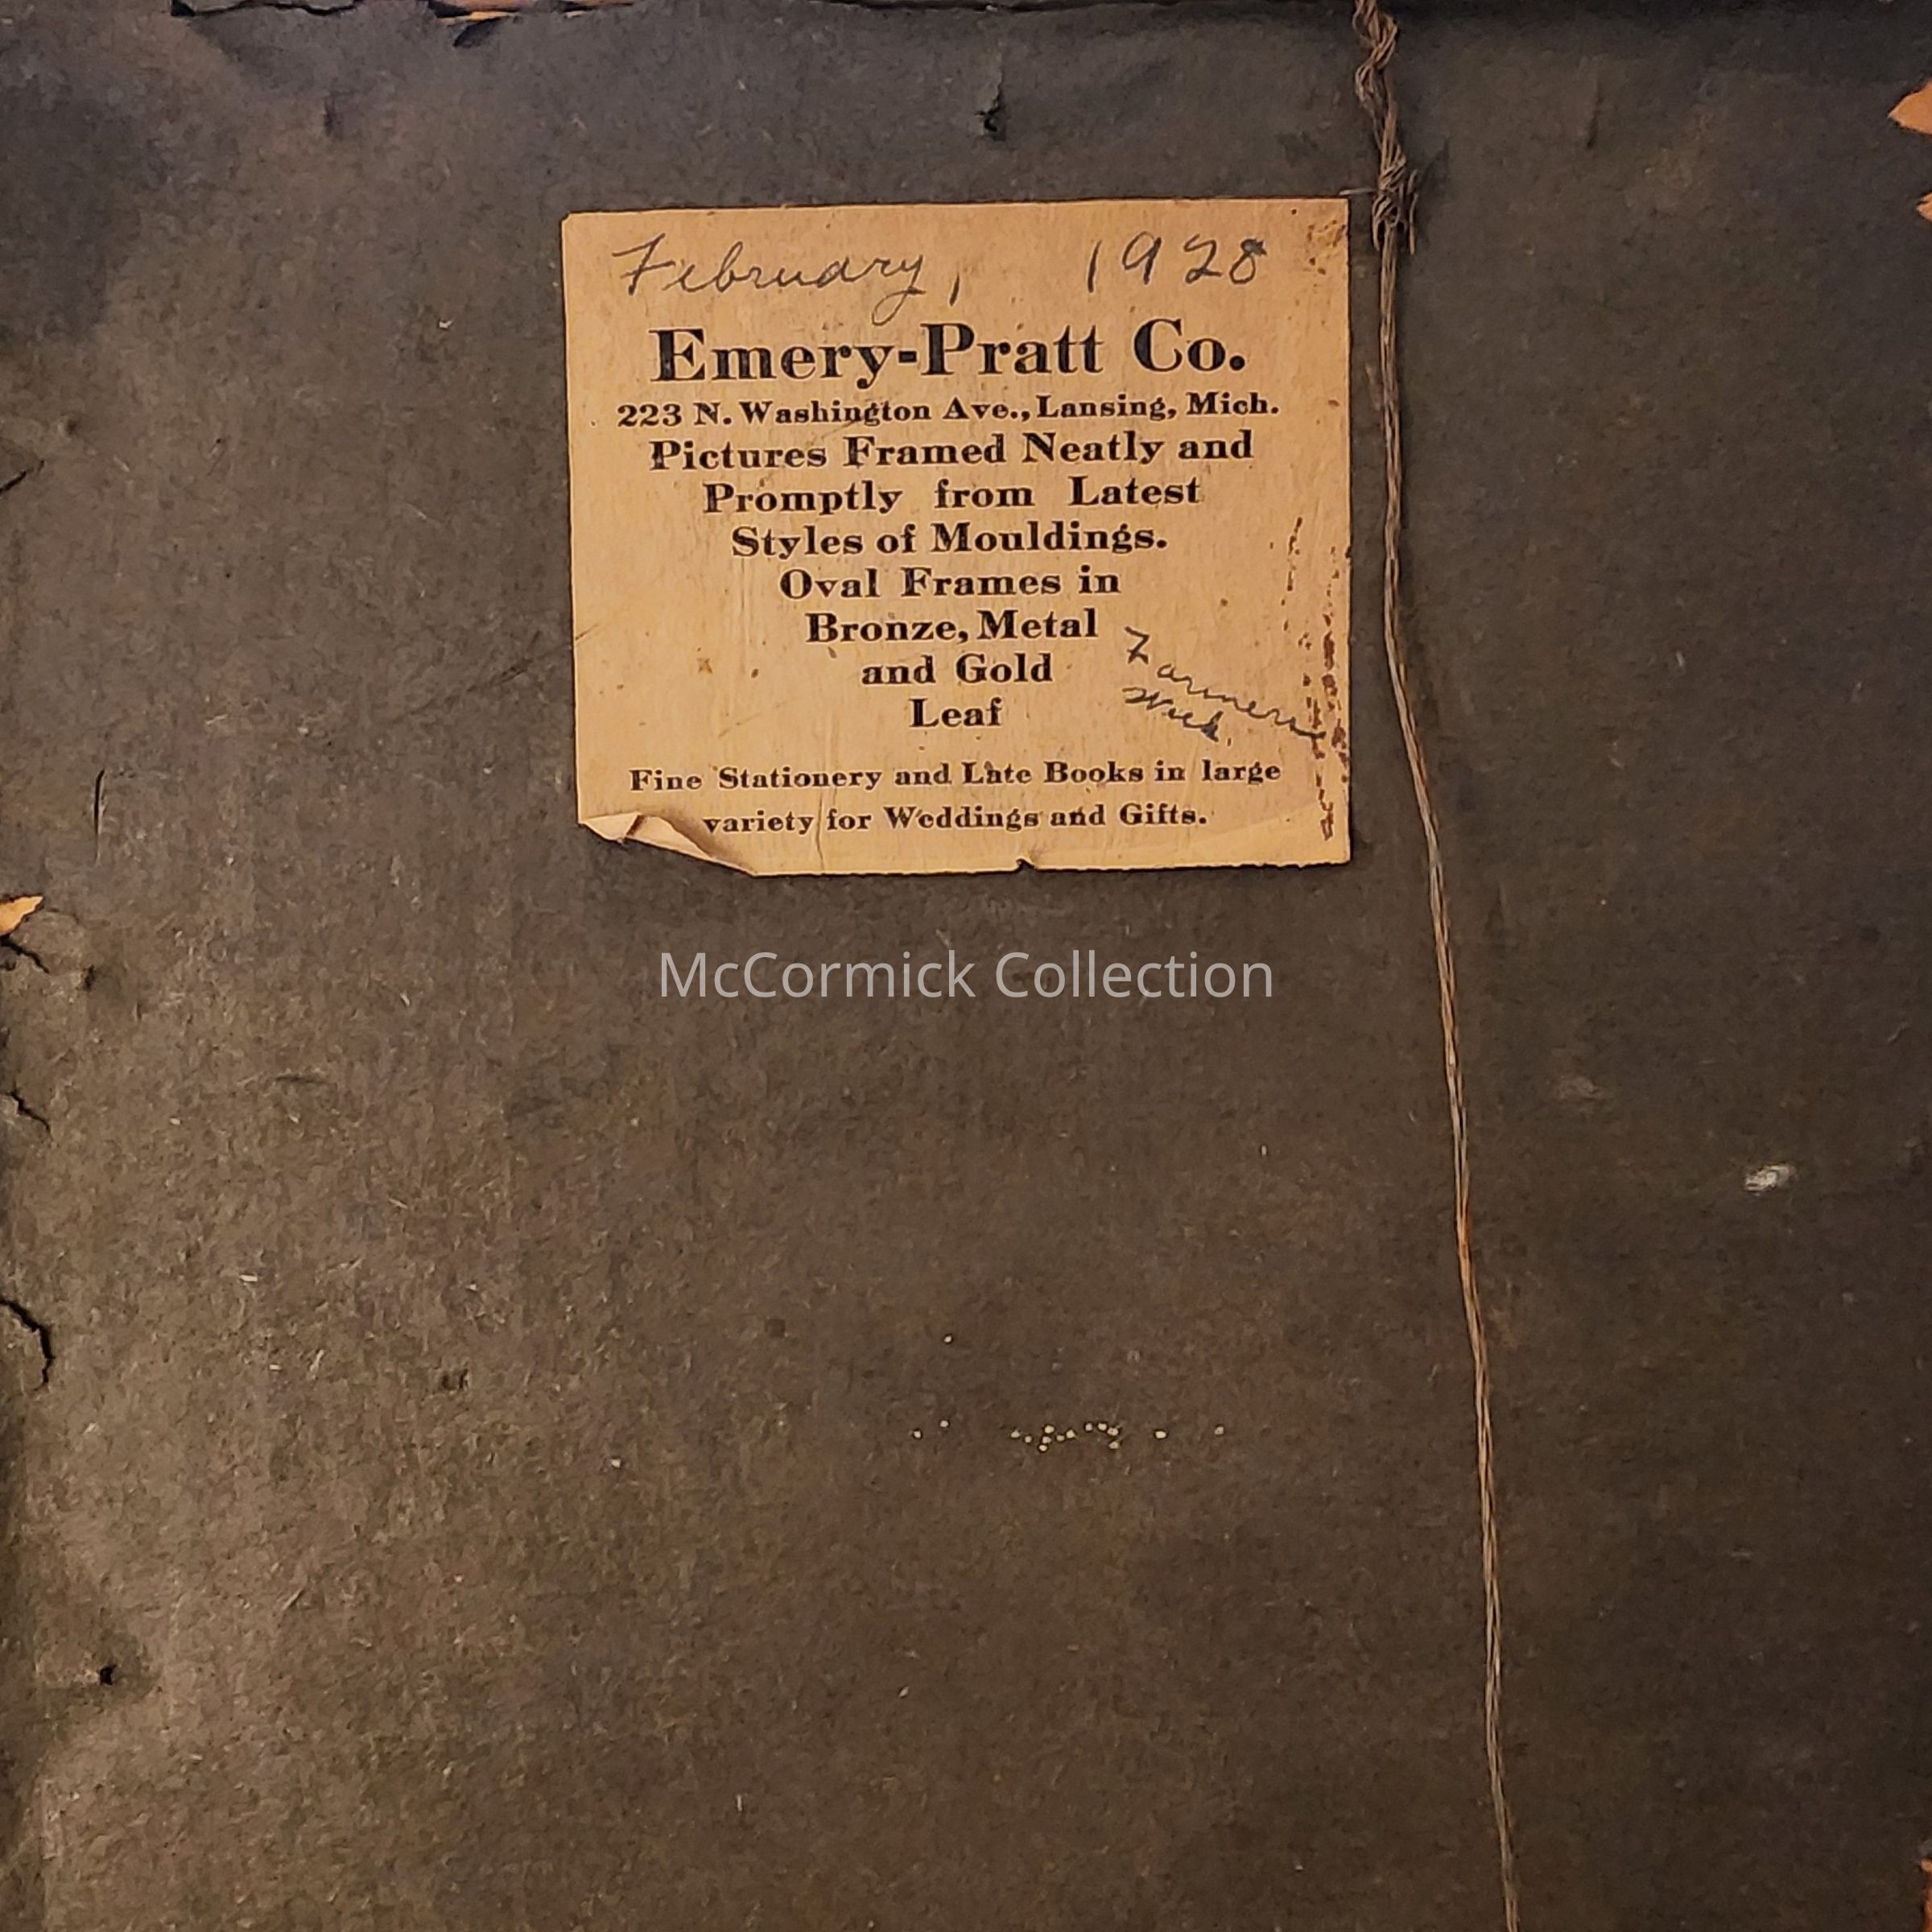 February, 1928
Emery-Pratt Co.
223 N. Washington Ave., Lansing, Mich.
Pictures Framed Neatly and
Promptly from Latest
Styles of Mouldings.
Oval Frames in
Bronze, Metal
and Gold
Leaf
Farmers
Week.
Fine Stationery and Late Books in large
variety for Weddings and Gifts.
McCormick Collection